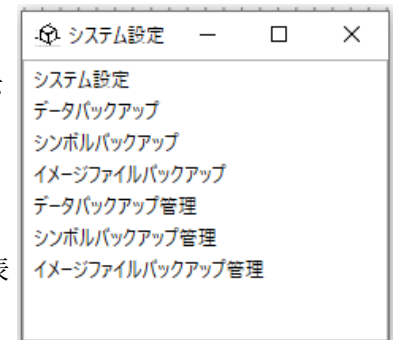 システム設定
システム設定
データバックアップ
シンボルバックアップ
イメージファイルバックアップ
データバックアップ管理
シンボルバックアップ管理
イメージファイルバックアップ管理